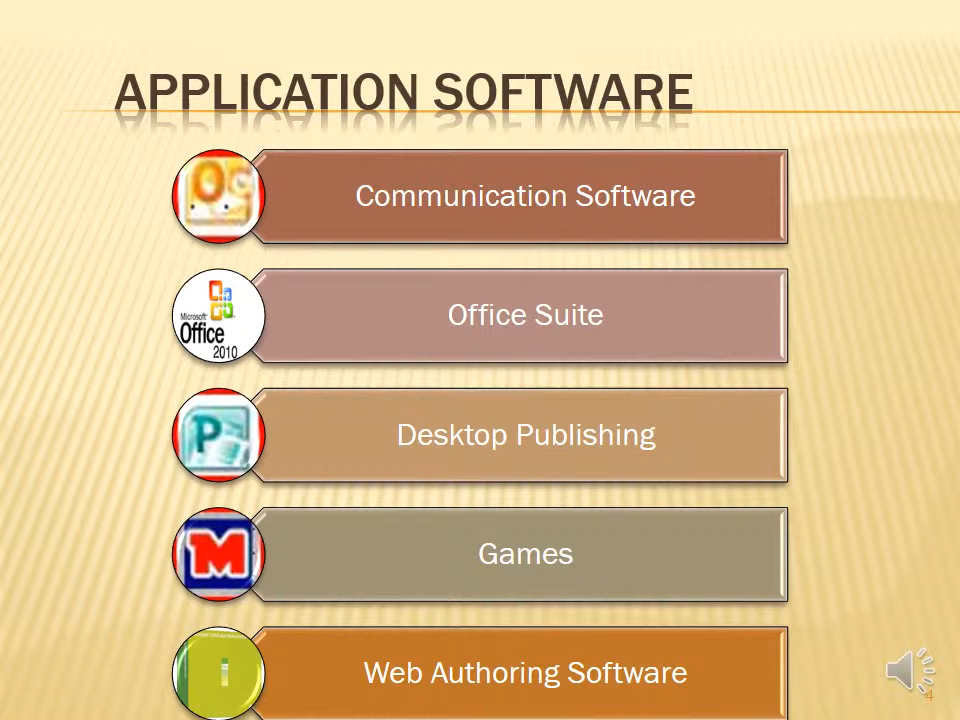 APPLICATION SOFTWARE
Communication Software
Microsoft
Office
2010
Office Suite
P
Desktop Publishing
M
Games
Web Authoring Software
4